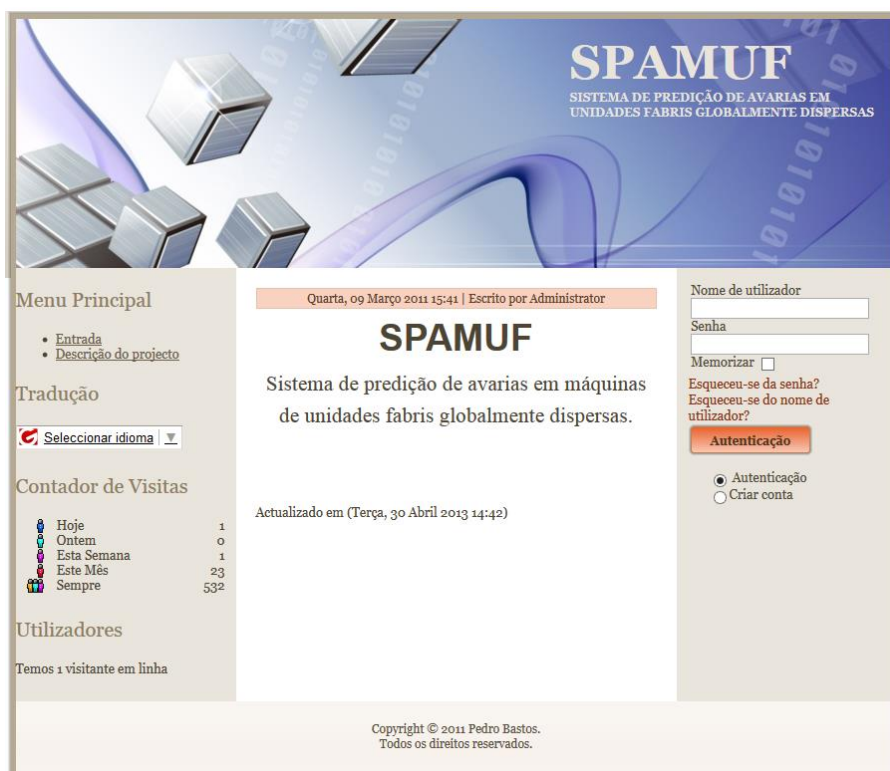 SPAMUF
SISTEMA DE PREDIÇÃO DE AVARIAS EM
UNIDADES FABRIS GLOBALMENTE DISPERSAS
Menu Principal
Entrada
Descrição do projecto
Tradução
Seleccionar idioma ▼
Contador de Visitas
Hoje 1
Ontem 0
Esta Semana 1
Este Mês 23
Sempre 532
Utilizadores
Temos 1 visitante em linha
Quarta, 09 Março 2011 15:41 | Escrito por Administrator
SPAMUF
Sistema de predição de avarias em máquinas
de unidades fabris globalmente dispersas.
Actualizado em (Terça, 30 Abril 2013 14:42)
Nome de utilizador
Senha
Memorizar
Esqueceu-se da senha?
Esqueceu-se do nome de
utilizador?
Autenticação
Autenticação
Criar conta
Copyright © 2011 Pedro Bastos.
Todos os direitos reservados.